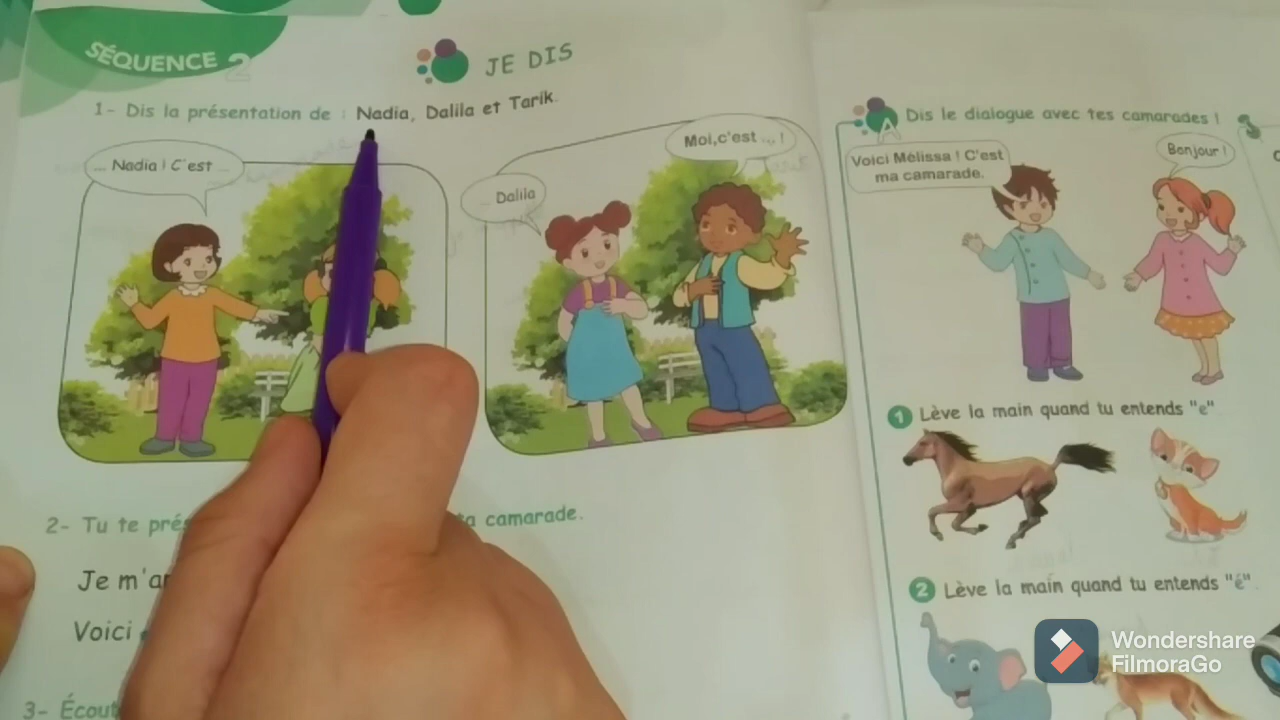 SÉQUENCE 2
JE DIS
1- Dis la présentation de : Nadia, Dalila et Tarik.
... Nadia ! C'est ...
... Dalila
Moi,c'est ... !
2- Tu te
camarade.
Je
Voici
3-
A
Dis le dialogue avec tes camarades !
Voici Mélissa ! C'est
ma camarade.
Bonjour !
1 Lève la main quand tu entends "e".
2 Lève la main quand tu entends "é".
Wondershare
FilmoraGo